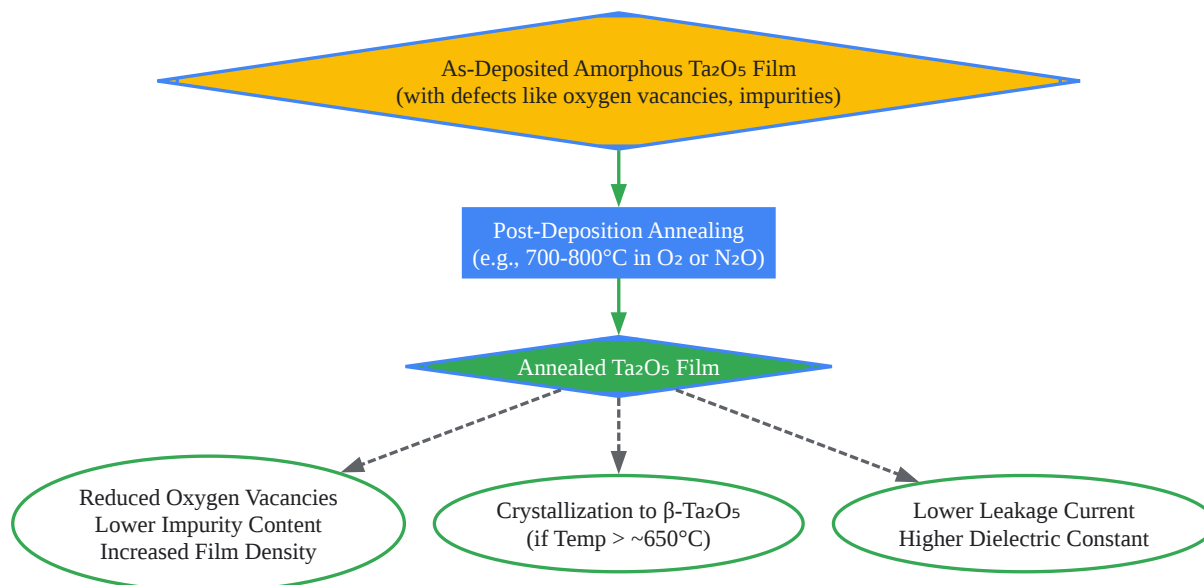 As-Deposited Amorphous Ta₂O₅ Film
(with defects like oxygen vacancies, impurities)
Post-Deposition Annealing
(e.g., 700-800°C in O₂ or N₂O)
Annealed Ta₂O₅ Film
Reduced Oxygen Vacancies
Lower Impurity Content
Increased Film Density
Crystallization to β-Ta₂O₅
(if Temp > ~650°C)
Lower Leakage Current
Higher Dielectric Constant